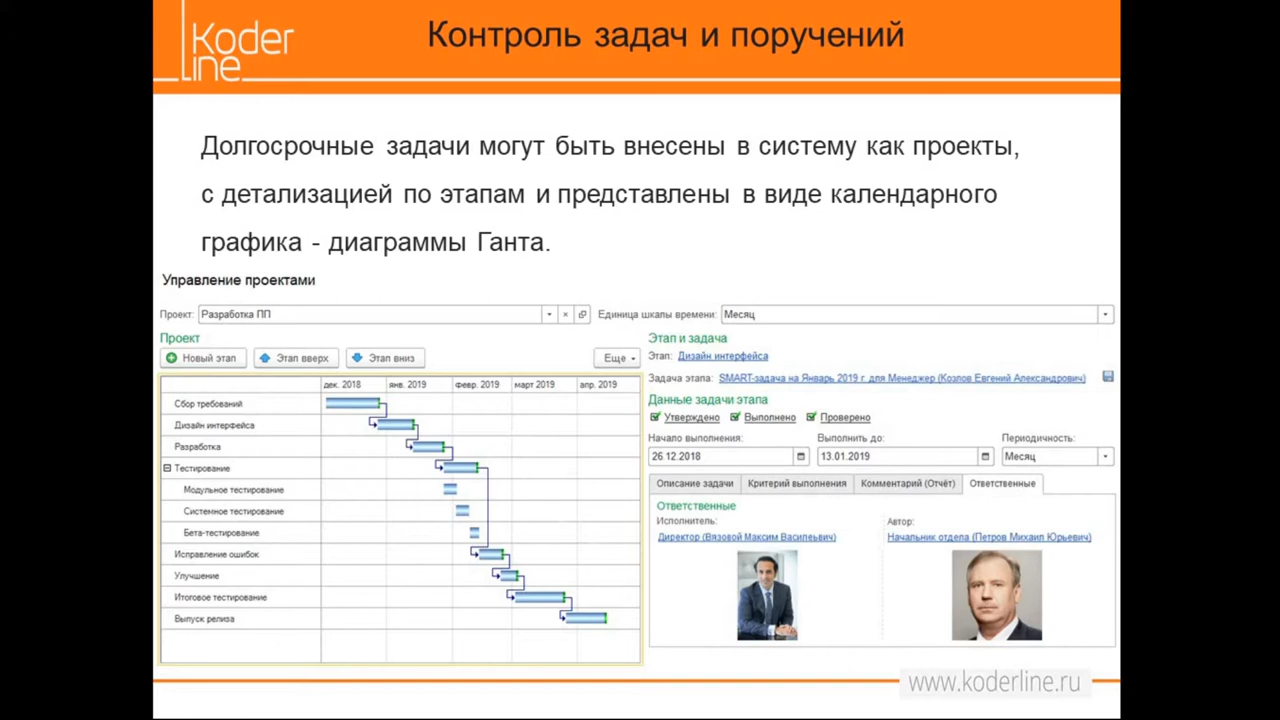 Koder
line
Контроль задач и поручений
Долгосрочные задачи могут быть внесены в систему как проекты,
с детализацией по этапам и представлены в виде календарного
графика - диаграммы Ганта.
Управление проектами
Проект: Разработка ПП
Единица шкалы времени: Месяц
Проект
Новый этап Этап вверх Этап вниз Еще
дек. 2018 янв. 2019 февр. 2019 март 2019 апр. 2019
Сбор требований
Дизайн интерфейса
Разработка
Тестирование
Модульное тестирование
Системное тестирование
Бета-тестирование
Исправление ошибок
Улучшение
Итоговое тестирование
Выпуск релиза
Этап и задача
Этап: Дизайн интерфейса
Задача этапа: SMART-задача на Январь 2019 г. для Менеджер (Козлов Евгений Александрович)
Данные задачи этапа
Утверждено Выполнено Проверено
Начало выполнения: Выполнить до: Периодичность:
26.12.2018 13.01.2019 Месяц
Описание задачи Критерий выполнения Комментарий (Отчёт) Ответственные
Ответственные
Исполнитель: Автор:
Директор (Вязовой Максим Васильевич) Начальник отдела (Петров Михаил Юрьевич)
www.koderline.ru